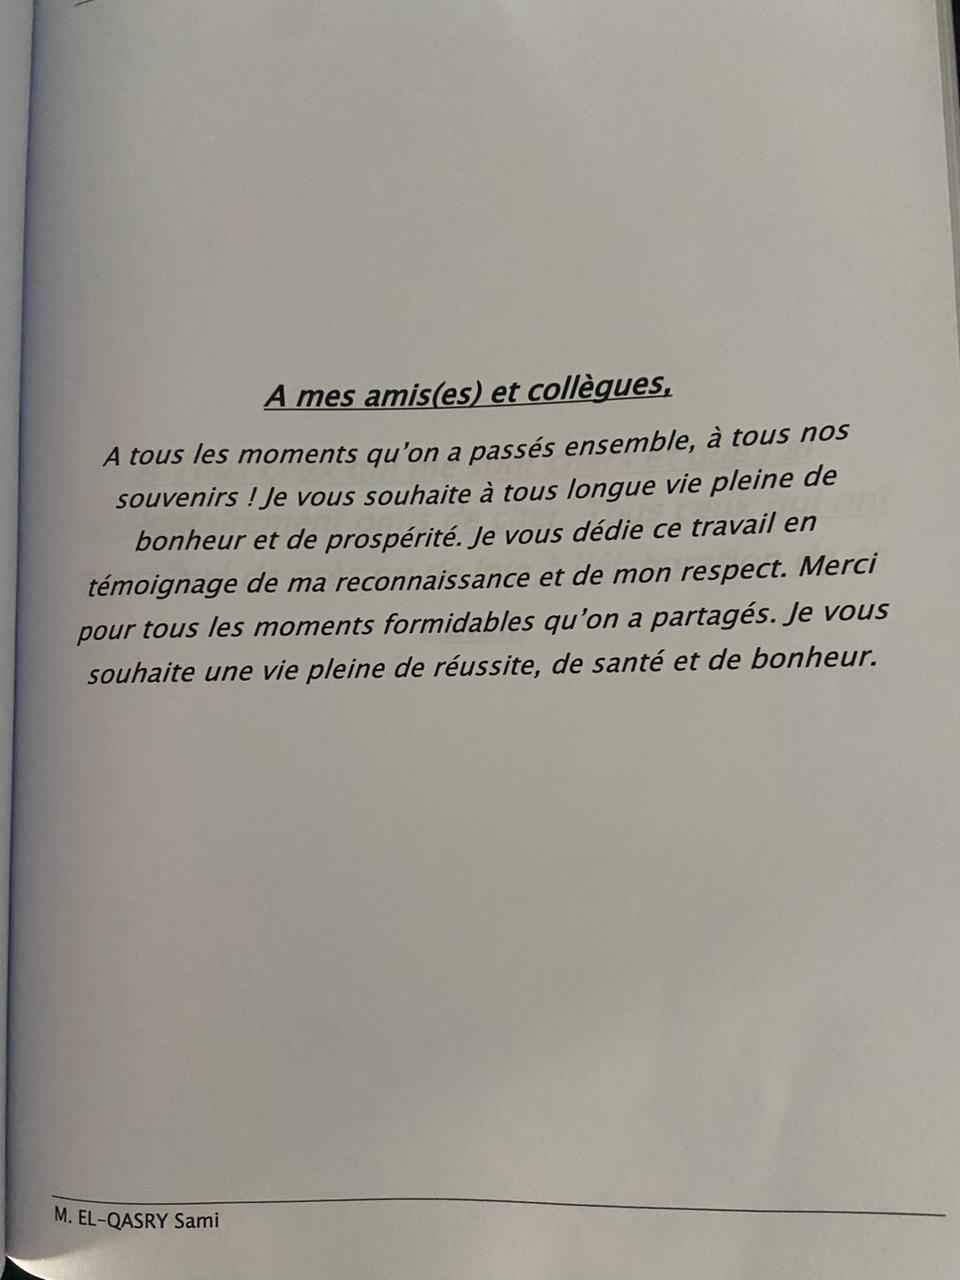 A mes amis(es) et collègues,
A tous les moments qu'on a passés ensemble, à tous nos
souvenirs ! Je vous souhaite à tous longue vie pleine de
bonheur et de prospérité. Je vous dédie ce travail en
témoignage de ma reconnaissance et de mon respect. Merci
pour tous les moments formidables qu'on a partagés. Je vous
souhaite une vie pleine de réussite, de santé et de bonheur.
M. EL-QASRY Sami